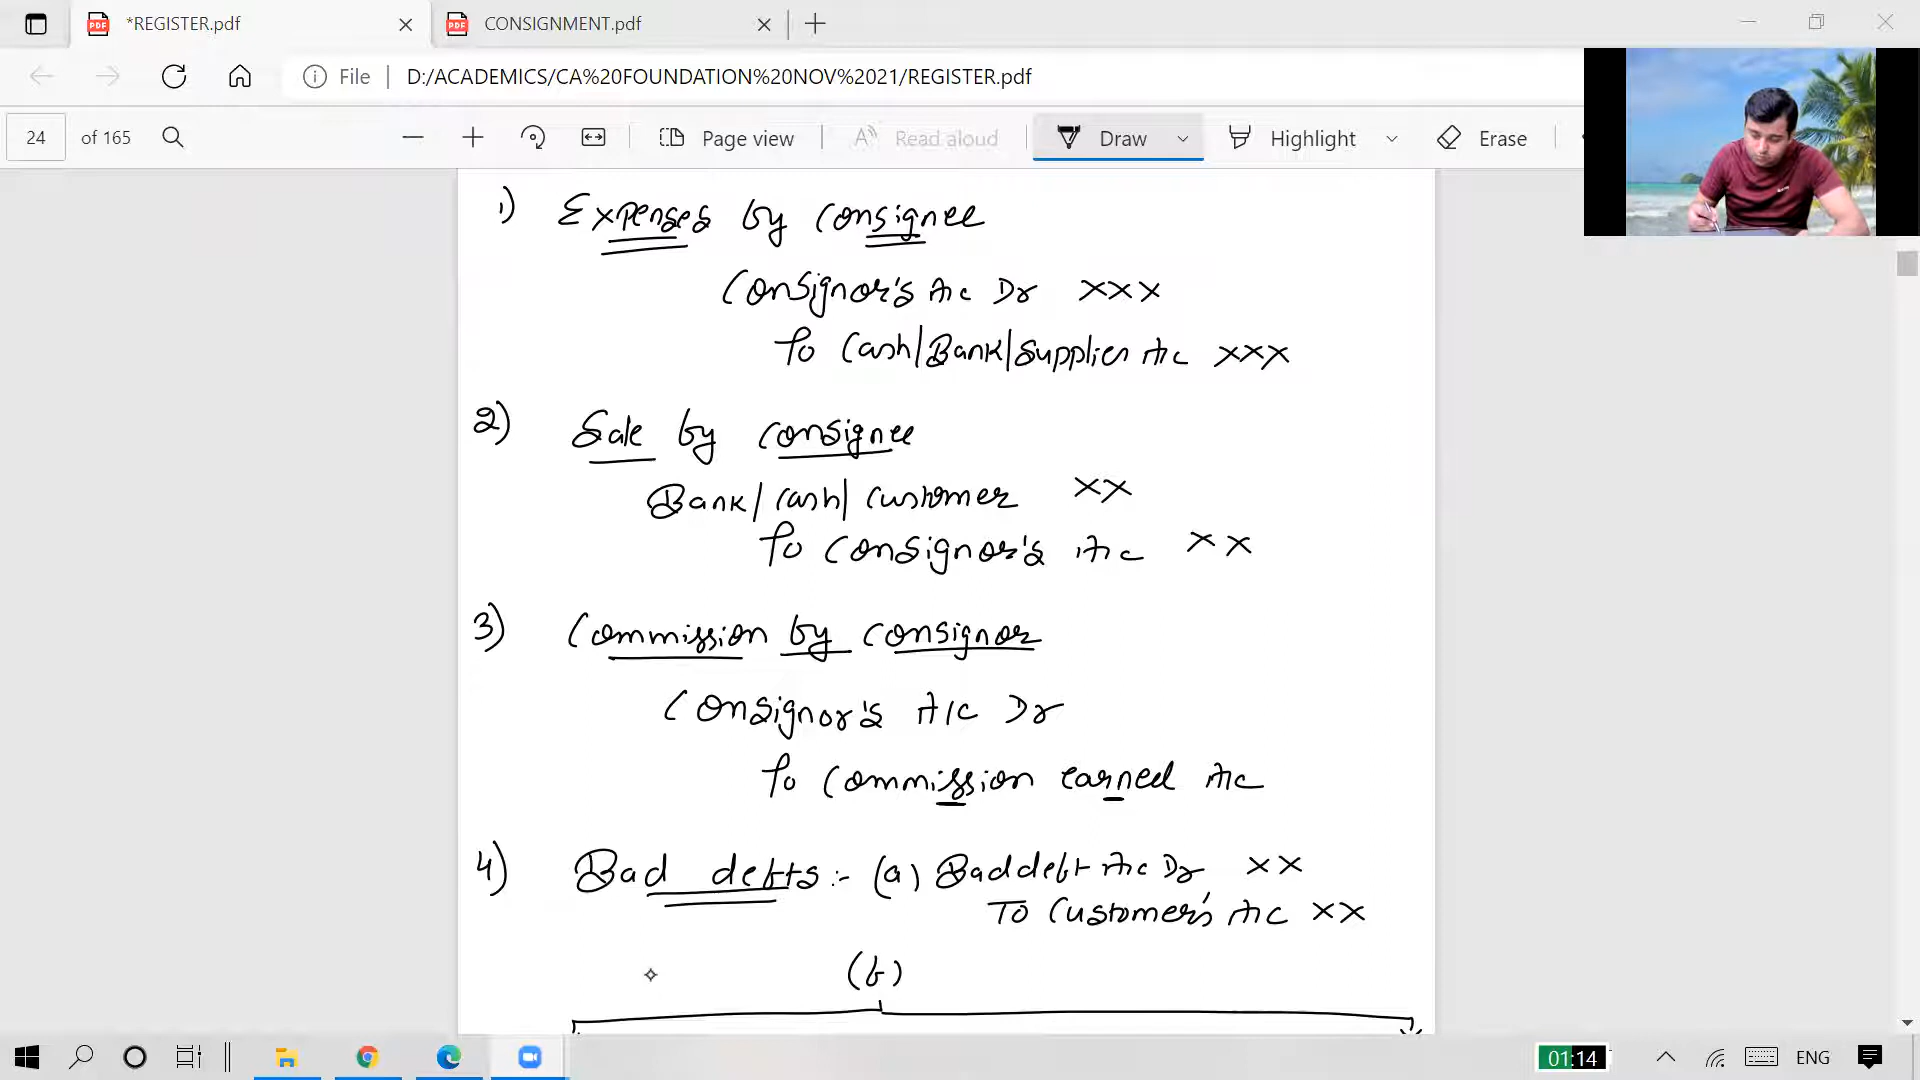 *REGISTER.pdf
CONSIGNMENT.pdf
File
D:/ACADEMICS/CA%20FOUNDATION%20NOV%2021/REGISTER.pdf
24 of 165
Page view
Read aloud
Draw
Highlight
Erase
1) Expenses by consignee
Consignor's A/c Dr xxx
To Cash/Bank/Supplier A/c xxx
2) Sale by consignee
Bank/cash/customer xx
To Consignor's A/c xx
3) Commission by consignor
Consignor's A/c Dr
To Commission earned A/c
4) Bad debts :- (a) Bad debt A/c Dr xx
To Customer's A/c xx
(b)
01:14
ENG